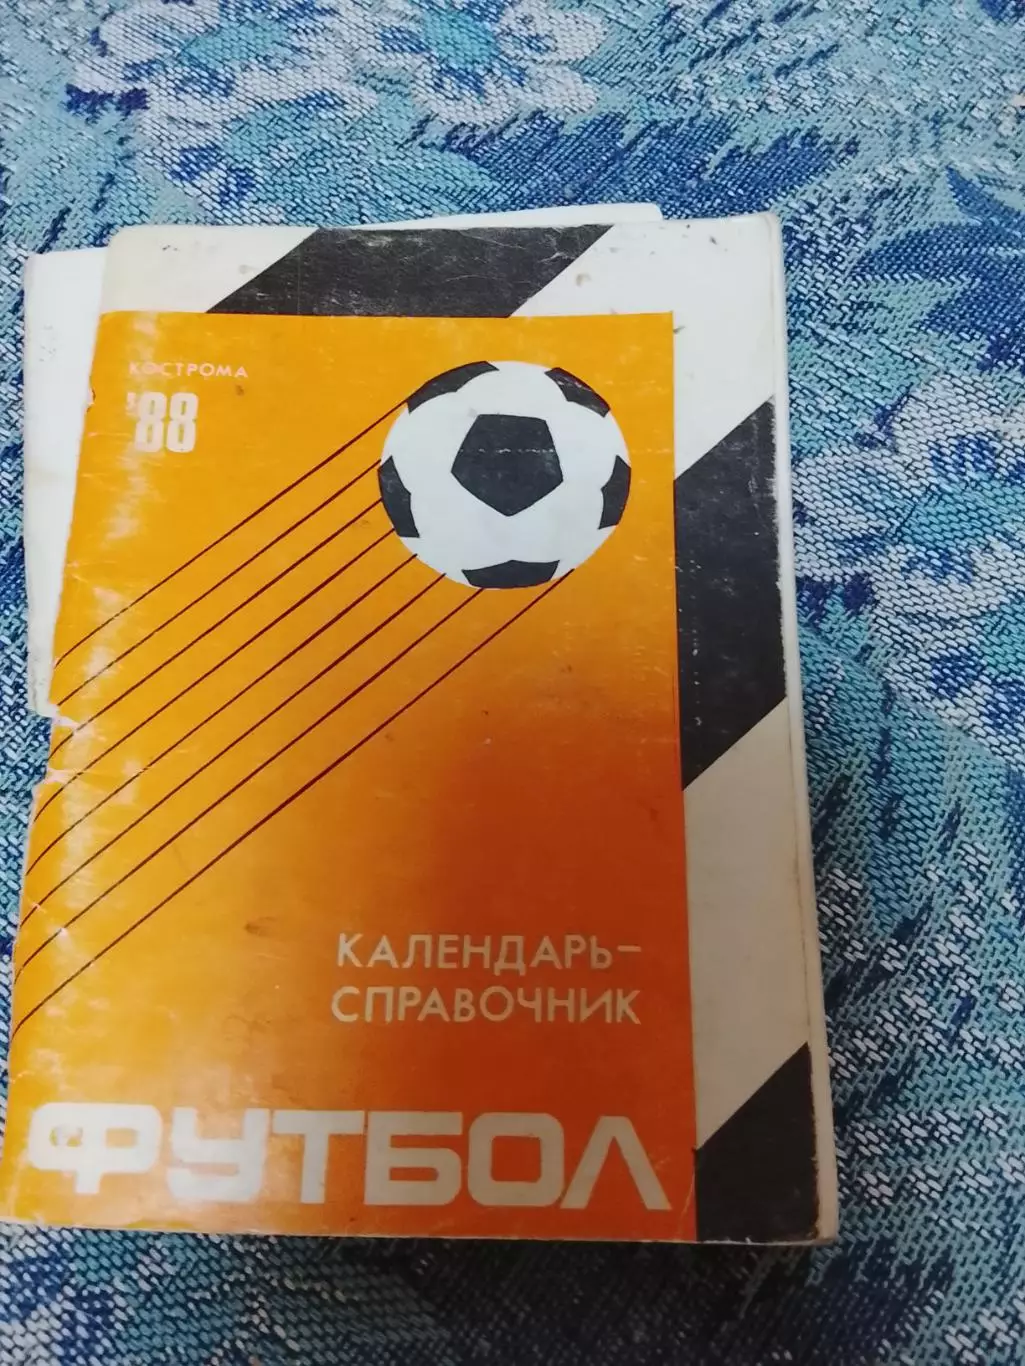 КОСТРОМА
'88
КАЛЕНДАРЬ-
СПРАВОЧНИК
ФУТБОЛ